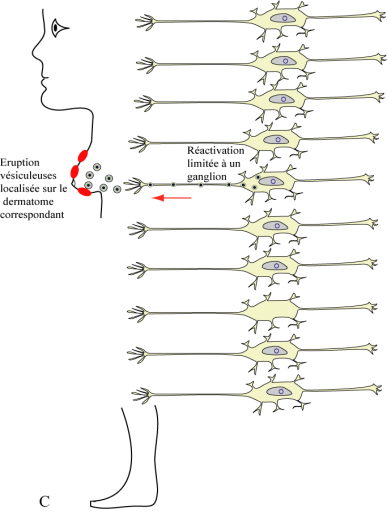 Réactivation
limitée à un
ganglion
Eruption
vésiculeuses
localisée sur le
dermatome
correspondant
C